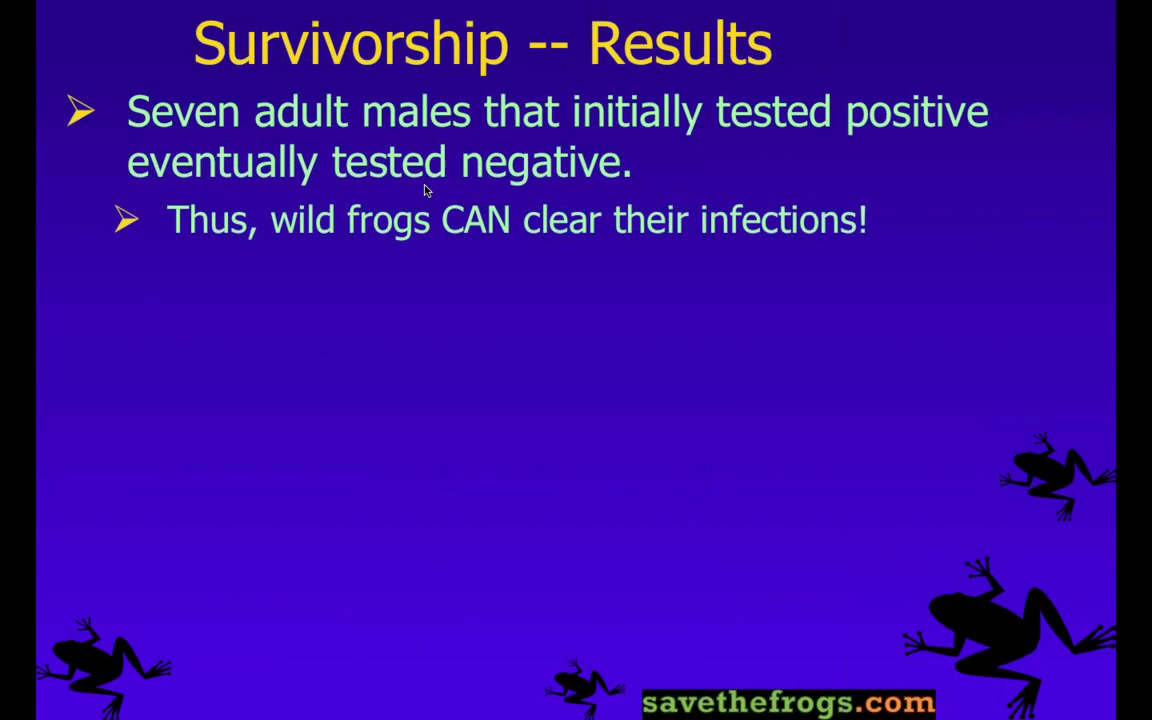 Survivorship -- Results
Seven adult males that initially tested positive
eventually tested negative.
Thus, wild frogs CAN clear their infections!
savethefrogs.com